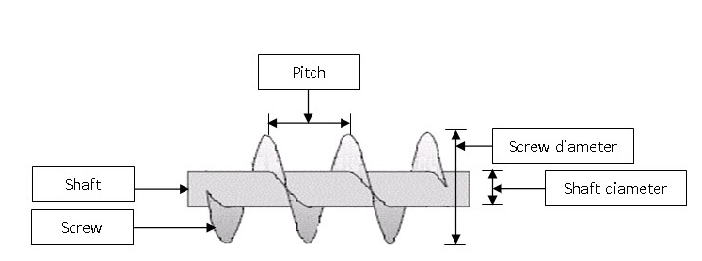 Pitch
Screw d'ameter
Shaft
Shaft ciameter
Screw